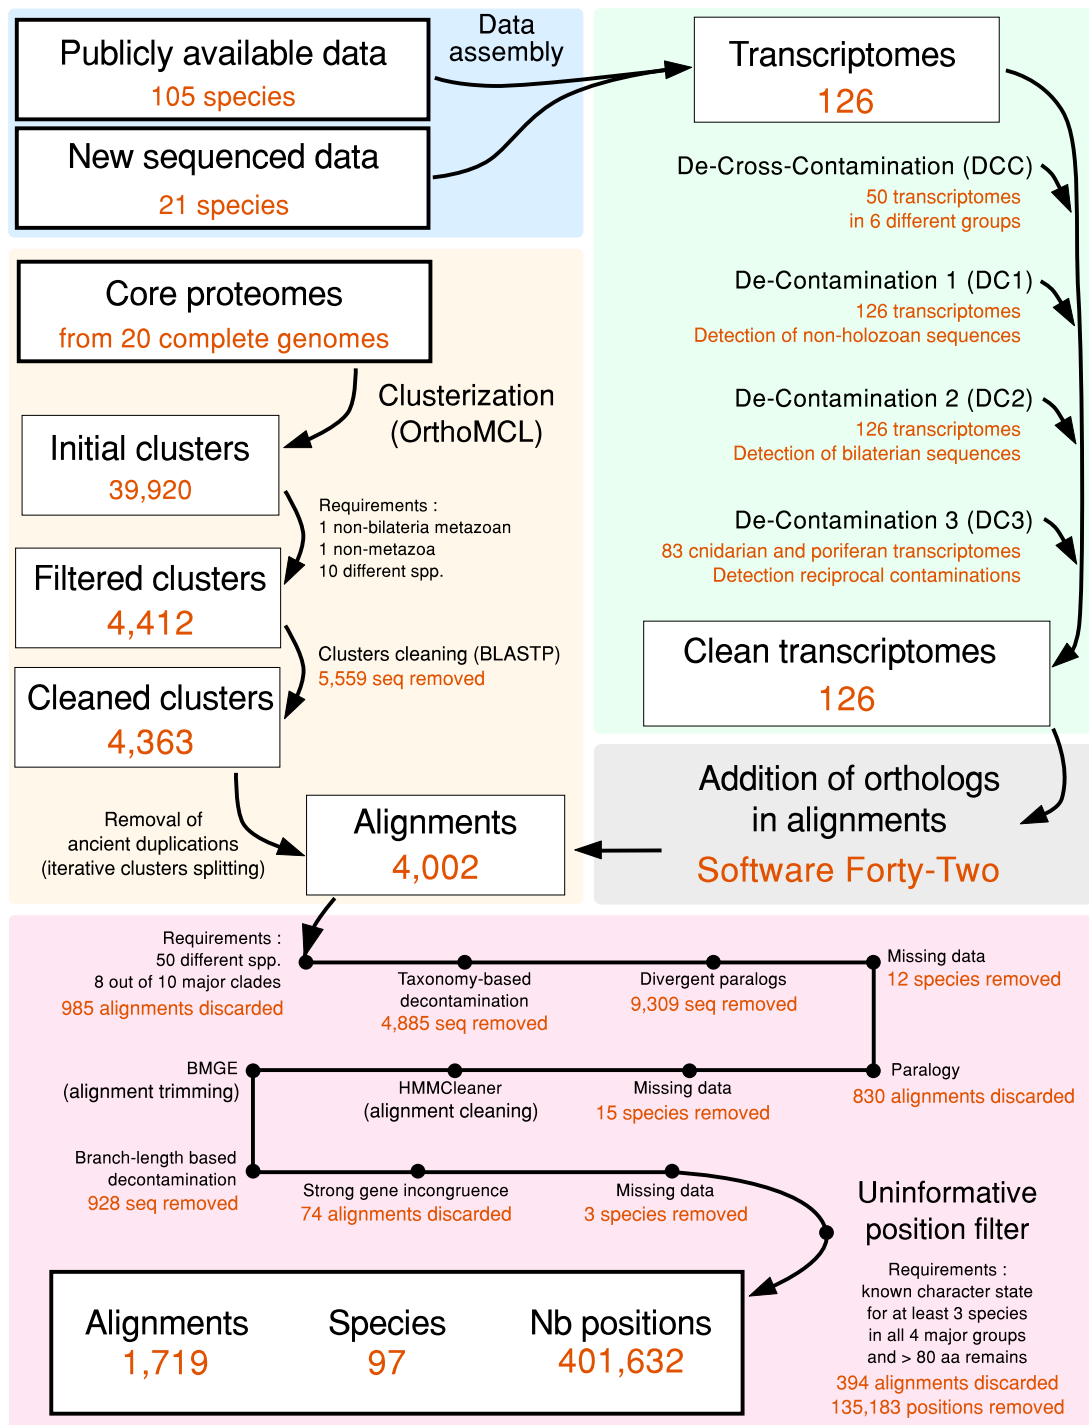 Publicly available data
105 species
New sequenced data
21 species
Data
assembly
Transcriptomes
126
De-Cross-Contamination (DCC)
50 transcriptomes
in 6 different groups
De-Contamination 1 (DC1)
126 transcriptomes
Detection of non-holozoan sequences
De-Contamination 2 (DC2)
126 transcriptomes
Detection of bilaterian sequences
De-Contamination 3 (DC3)
83 cnidarian and poriferan transcriptomes
Detection reciprocal contaminations
Clean transcriptomes
126
Core proteomes
from 20 complete genomes
Clusterization
(OrthoMCL)
Initial clusters
39,920
Requirements :
1 non-bilateria metazoan
1 non-metazoa
10 different spp.
Filtered clusters
4,412
Clusters cleaning (BLASTP)
5,559 seq removed
Cleaned clusters
4,363
Removal of
ancient duplications
(iterative clusters splitting)
Alignments
4,002
Addition of orthologs
in alignments
Software Forty-Two
Requirements :
50 different spp.
8 out of 10 major clades
985 alignments discarded
Taxonomy-based
decontamination
4,885 seq removed
Divergent paralogs
9,309 seq removed
Missing data
12 species removed
Paralogy
830 alignments discarded
Missing data
15 species removed
HMMCleaner
(alignment cleaning)
BMGE
(alignment trimming)
Branch-length based
decontamination
928 seq removed
Strong gene incongruence
74 alignments discarded
Missing data
3 species removed
Uninformative
position filter
Requirements :
known character state
for at least 3 species
in all 4 major groups
and > 80 aa remains
394 alignments discarded
135,183 positions removed
Alignments
1,719
Species
97
Nb positions
401,632